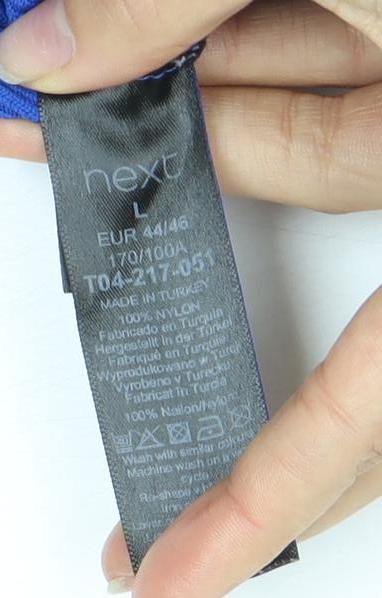 next
L
EUR 44/46
170/100A
T04-217-051
MADE IN TURKEY
100% NYLON
Fabricado en Turquía
Hergestellt in der Türkei
Fabriqué en Turquie
Wyprodukowano w Turcji
Vyrobeno v Turecku
Fabricat în Turcia
100% Nailon/Nylon
Wash with similar colours
Machine wash on a
cycle
Re-shape
Iron